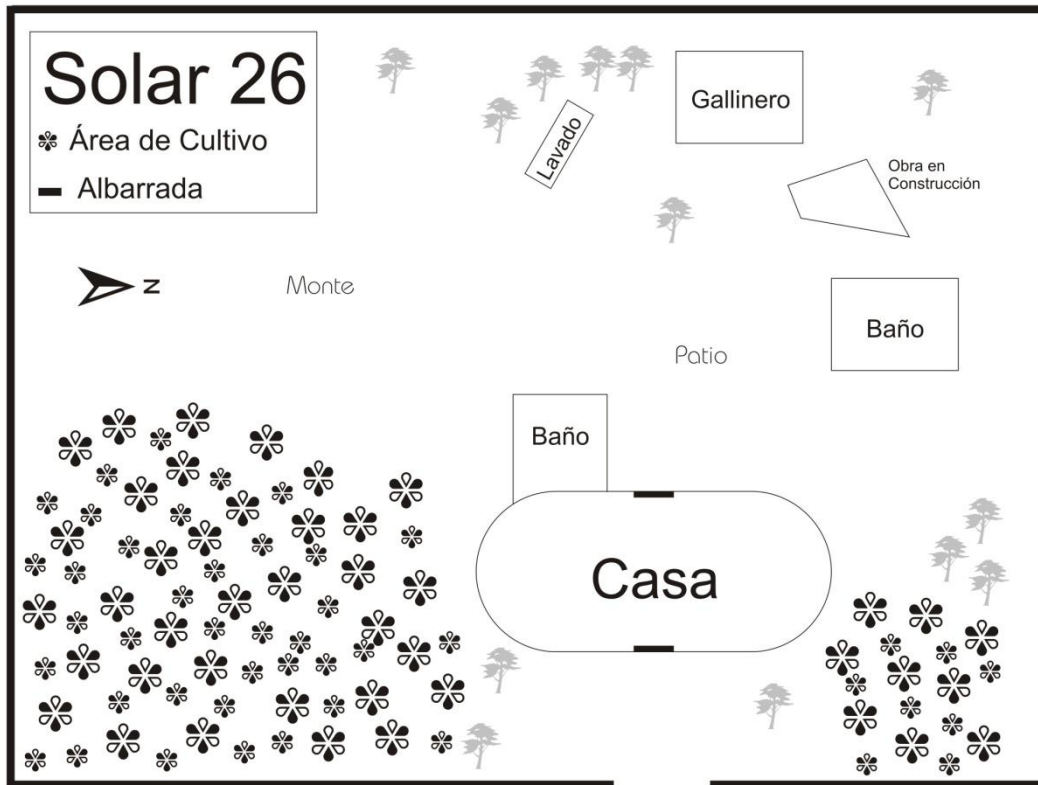 Solar 26
Área de Cultivo
Albarrada
Gallinero
Lavado
Obra en
Construcción
N
Monte
Baño
Patio
Baño
Casa